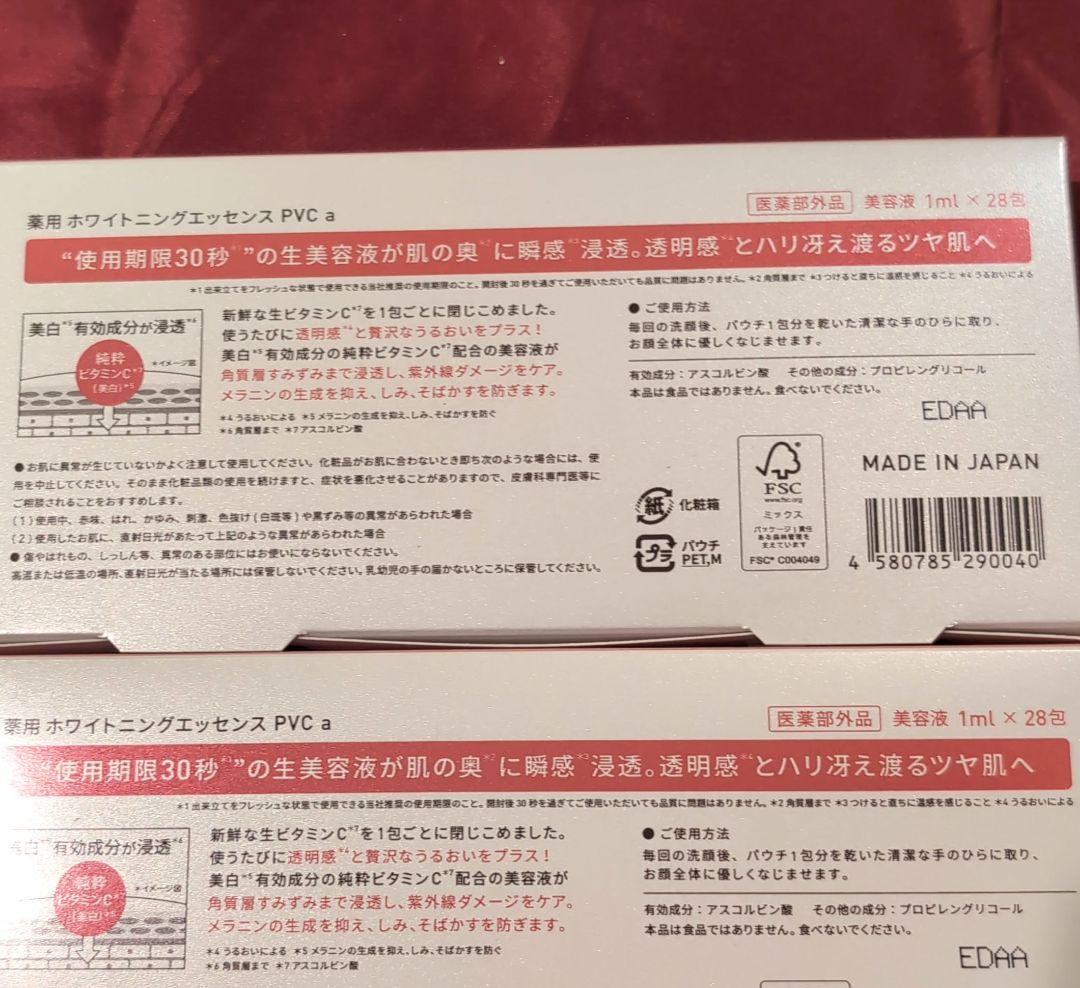 薬用 ホワイトニングエッセンス PVC a
医薬部外品 美容液 1ml × 28包
“使用期限30秒*1”の生美容液が肌の奥*2に瞬感*3浸透。透明感*4とハリ冴え渡るツヤ肌へ
*1 出来立てをフレッシュな状態で使用できる当社推奨の使用期限のこと。開封後30秒を過ぎてご使用いただいても品質に問題はありません。 *2 角質層まで *3 つけると直ちに温感を感じること *4 うるおいによる
美白*5有効成分が浸透*6
純粋
ビタミンC*7
(美白)*5
*イメージ図
新鮮な生ビタミンC*7を1包ごとに閉じこめました。
使うたびに透明感*4と贅沢なうるおいをプラス！
美白*5有効成分の純粋ビタミンC*7配合の美容液が
角質層すみずみまで浸透し、紫外線ダメージをケア。
メラニンの生成を抑え、しみ、そばかすを防ぎます。
*4 うるおいによる *5 メラニンの生成を抑え、しみ、そばかすを防ぐ
*6 角質層まで *7 アスコルビン酸
● ご使用方法
毎回の洗顔後、パウチ1包分を乾いた清潔な手のひらに取り、
お顔全体に優しくなじませます。
有効成分：アスコルビン酸 その他の成分：プロピレングリコール
本品は食品ではありません。食べないでください。
EDAA
● お肌に異常が生じていないかよく注意して使用してください。化粧品がお肌に合わないとき即ち次のような場合には、使
用を中止してください。そのまま化粧品類の使用を続けますと、症状を悪化させることがありますので、皮膚科専門医等に
ご相談されることをおすすめします。
(1)使用中、赤味、はれ、かゆみ、刺激、色抜け(白斑等)や黒ずみ等の異常があらわれた場合
(2)使用したお肌に、直射日光があたって上記のような異常があらわれた場合
● 傷やはれもの、しっしん等、異常のある部位にはお使いにならないでください。
高温または低温の場所、直射日光が当たる場所には保管しないでください。乳幼児の手の届かないところに保管してください。
紙 化粧箱
プラ パウチ
PET,M
FSC
www.fsc.org
ミックス
パッケージ｜責任
ある森林管理を
支えています
FSC® C004049
MADE IN JAPAN
4 580785 290040
薬用 ホワイトニングエッセンス PVC a
医薬部外品 美容液 1ml × 28包
“使用期限30秒*1”の生美容液が肌の奥*2に瞬感*3浸透。透明感*4とハリ冴え渡るツヤ肌へ
*1 出来立てをフレッシュな状態で使用できる当社推奨の使用期限のこと。開封後30秒を過ぎてご使用いただいても品質に問題はありません。 *2 角質層まで *3 つけると直ちに温感を感じること *4 うるおいによる
白*5有効成分が浸透*6
純粋
ビタミンC*7
(美白)*5
*イメージ図
新鮮な生ビタミンC*7を1包ごとに閉じこめました。
使うたびに透明感*4と贅沢なうるおいをプラス！
美白*5有効成分の純粋ビタミンC*7配合の美容液が
角質層すみずみまで浸透し、紫外線ダメージをケア。
メラニンの生成を抑え、しみ、そばかすを防ぎます。
*4 うるおいによる *5 メラニンの生成を抑え、しみ、そばかすを防ぐ
*6 角質層まで *7 アスコルビン酸
● ご使用方法
毎回の洗顔後、パウチ1包分を乾いた清潔な手のひらに取り、
お顔全体に優しくなじませます。
有効成分：アスコルビン酸 その他の成分：プロピレングリコール
本品は食品ではありません。食べないでください。
EDAA